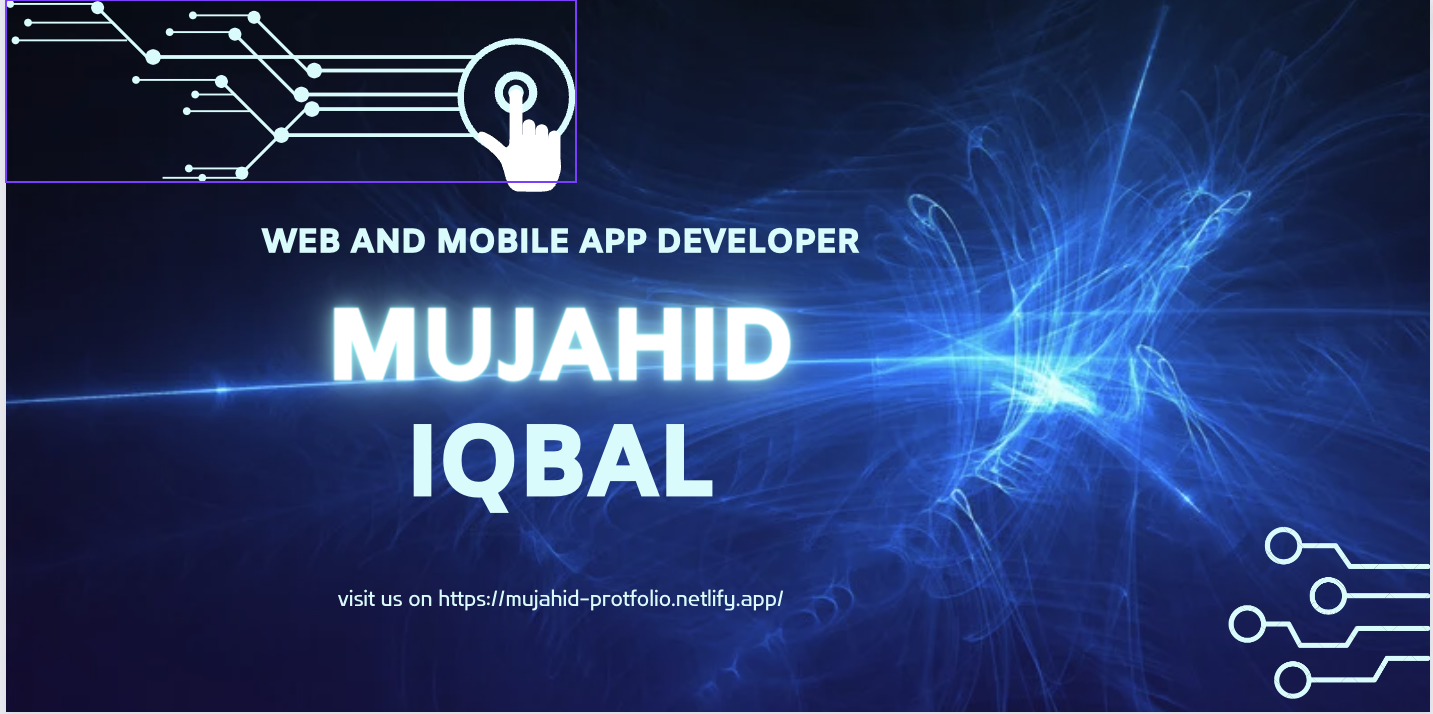 WEB AND MOBILE APP DEVELOPER
MUJAHID
IQBAL
visit us on https://mujahid-protfolio.netlify.app/